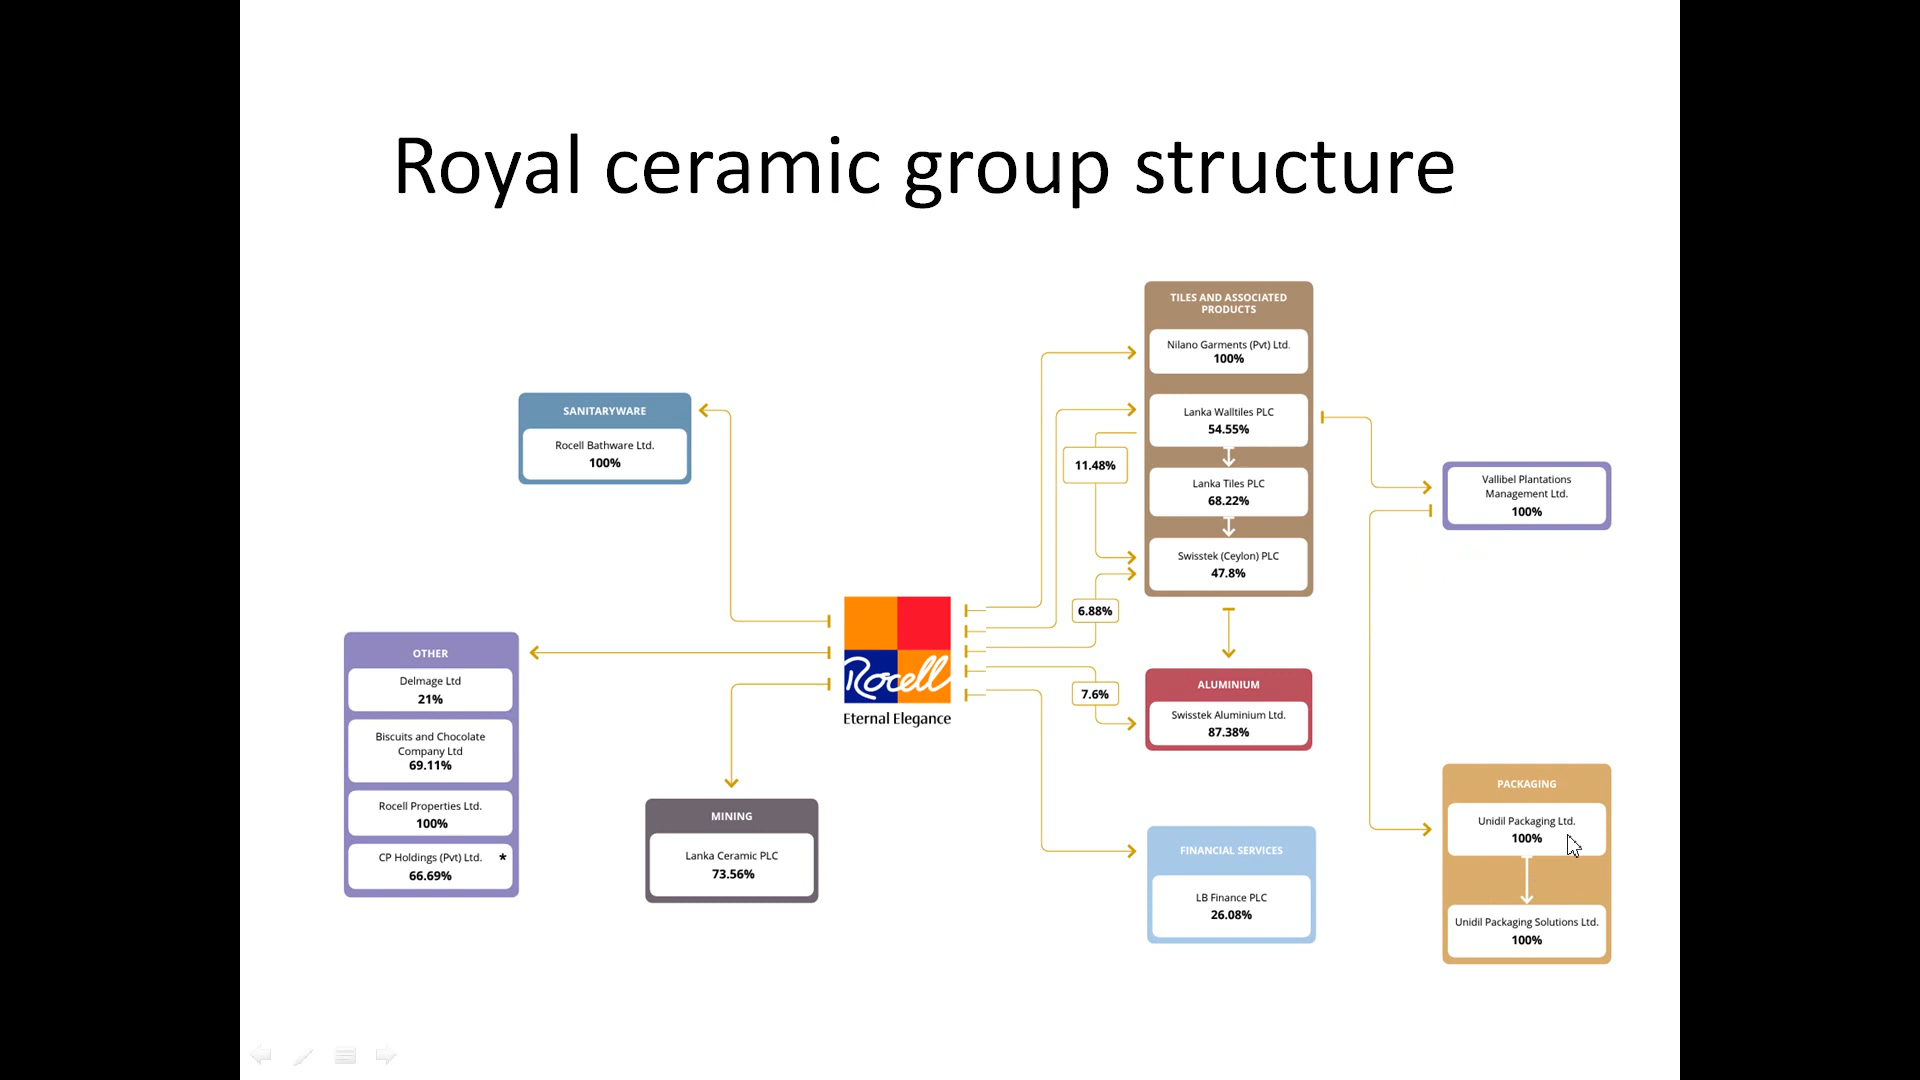 Royal ceramic group structure
TILES AND ASSOCIATED
PRODUCTS
Nilano Garments (Pvt) Ltd.
100%
Lanka Walltiles PLC
54.55%
11.48%
Lanka Tiles PLC
68.22%
Swisstek (Ceylon) PLC
47.8%
6.88%
SANITARYWARE
Rocell Bathware Ltd.
100%
Vallibel Plantations
Management Ltd.
100%
OTHER
Delmage Ltd
21%
Biscuits and Chocolate
Company Ltd
69.11%
Rocell Properties Ltd.
100%
CP Holdings (Pvt) Ltd. *
66.69%
Rocell
Eternal Elegance
7.6%
ALUMINIUM
Swisstek Aluminium Ltd.
87.38%
MINING
Lanka Ceramic PLC
73.56%
FINANCIAL SERVICES
LB Finance PLC
26.08%
PACKAGING
Unidil Packaging Ltd.
100%
Unidil Packaging Solutions Ltd.
100%